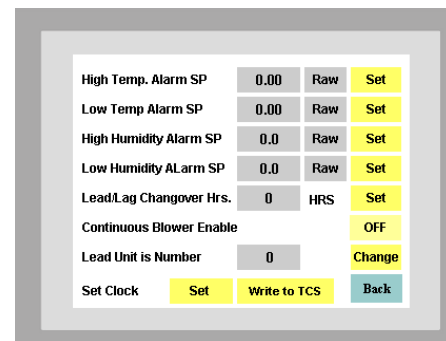 High Temp. Alarm SP 0.00 Raw Set
Low Temp Alarm SP 0.00 Raw Set
High Humidity Alarm SP 0.0 Raw Set
Low Humidity ALarm SP 0.0 Raw Set
Lead/Lag Changover Hrs. 0 HRS Set
Continuous Blower Enable OFF
Lead Unit is Number 0 Change
Set Clock Set Write to TCS Back